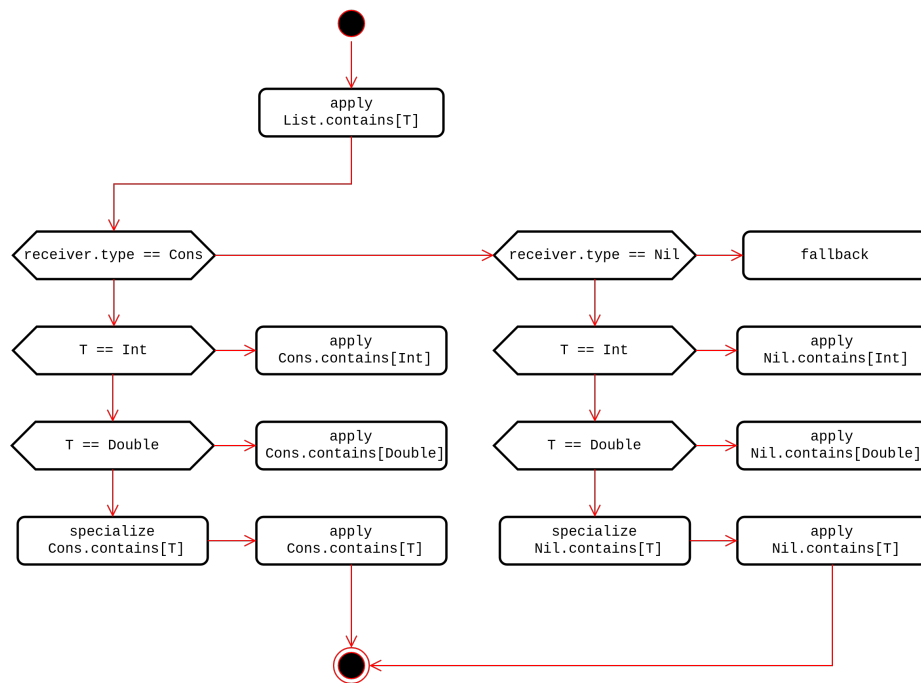 apply
List.contains[T]
receiver.type == Cons
receiver.type == Nil
fallback
T == Int
apply
Cons.contains[Int]
T == Int
apply
Nil.contains[Int]
T == Double
apply
Cons.contains[Double]
T == Double
apply
Nil.contains[Double]
specialize
Cons.contains[T]
apply
Cons.contains[T]
specialize
Nil.contains[T]
apply
Nil.contains[T]